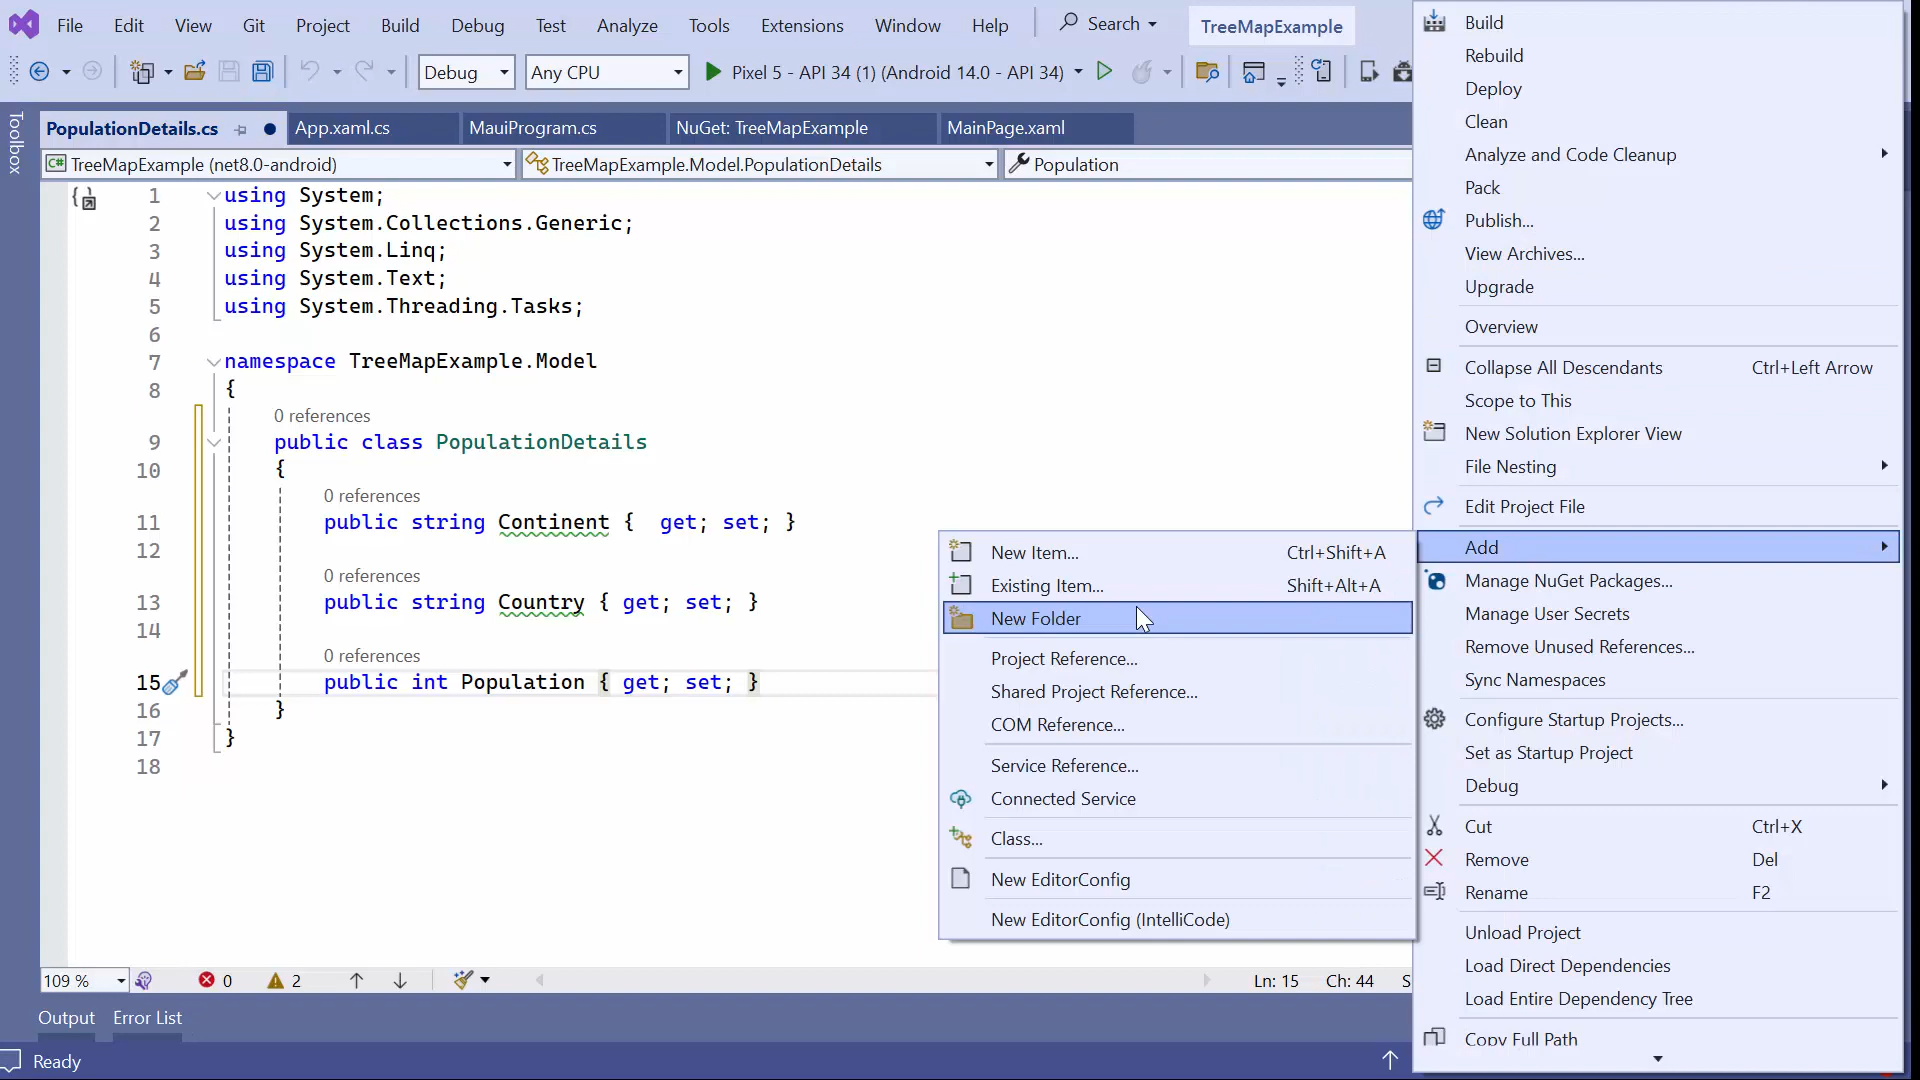 File Edit View Git Project Build Debug Test Analyze Tools Extensions Window Help Search TreeMapExample
Debug Any CPU Pixel 5 - API 34 (1) (Android 14.0 - API 34)
Toolbox
PopulationDetails.cs App.xaml.cs MauiProgram.cs NuGet: TreeMapExample MainPage.xaml
C# TreeMapExample (net8.0-android) TreeMapExample.Model.PopulationDetails Population
1 using System;
2 using System.Collections.Generic;
3 using System.Linq;
4 using System.Text;
5 using System.Threading.Tasks;
6
7 namespace TreeMapExample.Model
8 {
0 references
9 public class PopulationDetails
10 {
0 references
11 public string Continent {  get; set; }
12
0 references
13 public string Country { get; set; }
14
0 references
15 public int Population { get; set; }
16 }
17 }
18
109 % 0 2 Ln: 15 Ch: 44 S
Output Error List
Ready
New Item... Ctrl+Shift+A
Existing Item... Shift+Alt+A
New Folder
Project Reference...
Shared Project Reference...
COM Reference...
Service Reference...
Connected Service
Class...
New EditorConfig
New EditorConfig (IntelliCode)
Build
Rebuild
Deploy
Clean
Analyze and Code Cleanup
Pack
Publish...
View Archives...
Upgrade
Overview
Collapse All Descendants Ctrl+Left Arrow
Scope to This
New Solution Explorer View
File Nesting
Edit Project File
Add
Manage NuGet Packages...
Manage User Secrets
Remove Unused References...
Sync Namespaces
Configure Startup Projects...
Set as Startup Project
Debug
Cut Ctrl+X
Remove Del
Rename F2
Unload Project
Load Direct Dependencies
Load Entire Dependency Tree
Copy Full Path